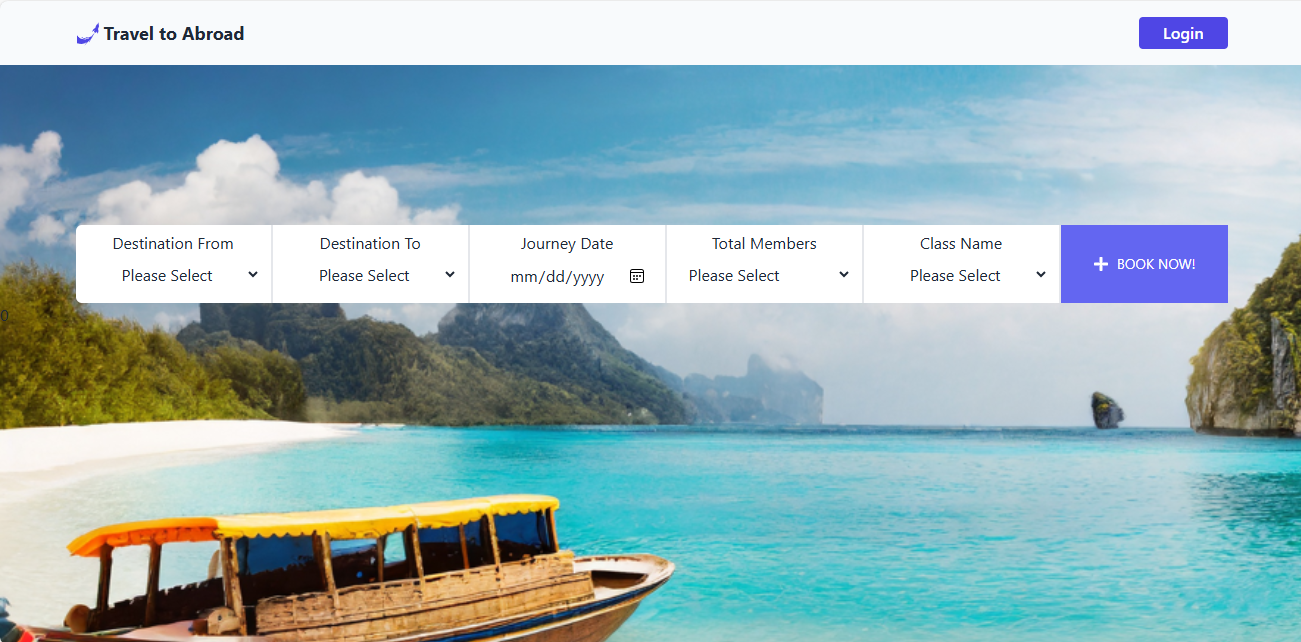 Travel to Abroad
Login
Destination From
Please Select
Destination To
Please Select
Journey Date
mm/dd/yyyy
Total Members
Please Select
Class Name
Please Select
BOOK NOW!
0